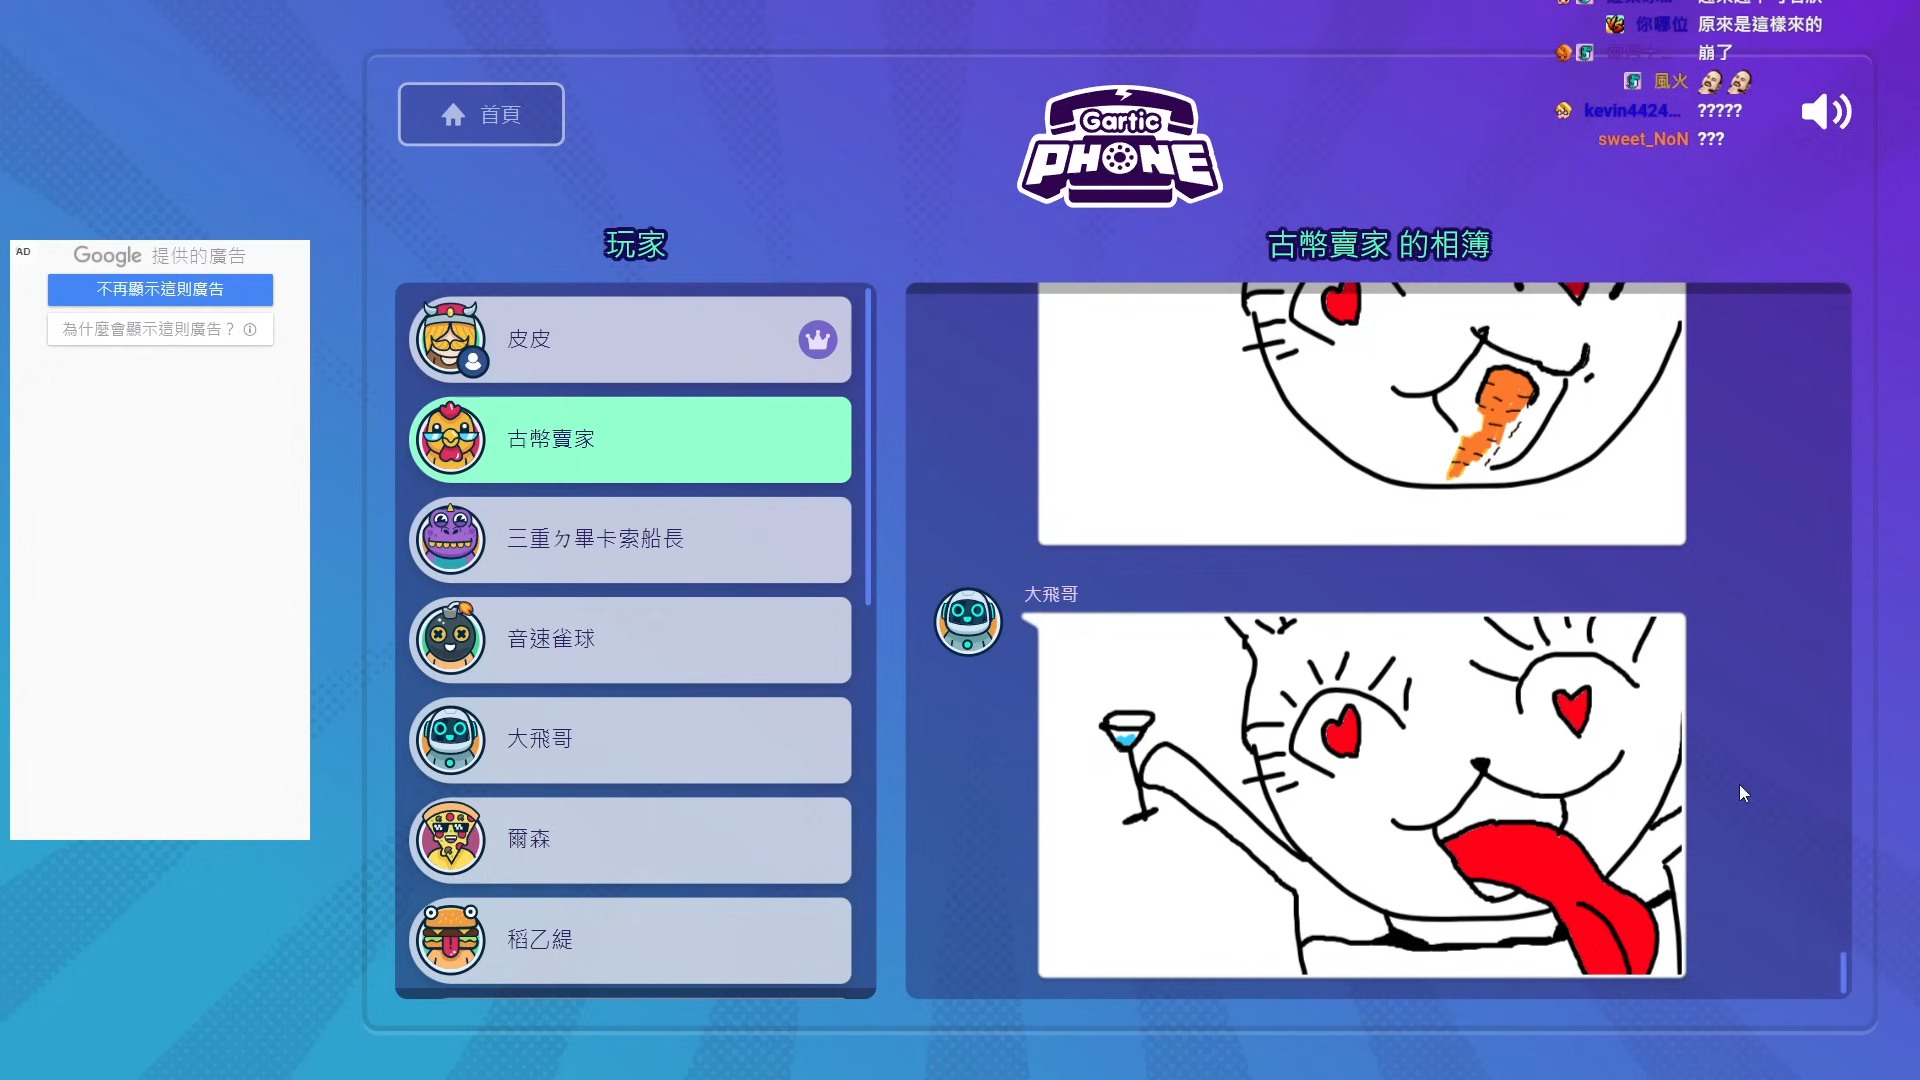 你哪位 原來是這樣來的
崩了
風火
kevin4424... ?????
sweet_NoN ???
首頁
Gartic
PHONE
玩家
古幣賣家 的相簿
AD
Google 提供的廣告
不再顯示這則廣告
為什麼會顯示這則廣告？
皮皮
古幣賣家
三重ㄉ畢卡索船長
音速雀球
大飛哥
爾森
稻乙緹
大飛哥